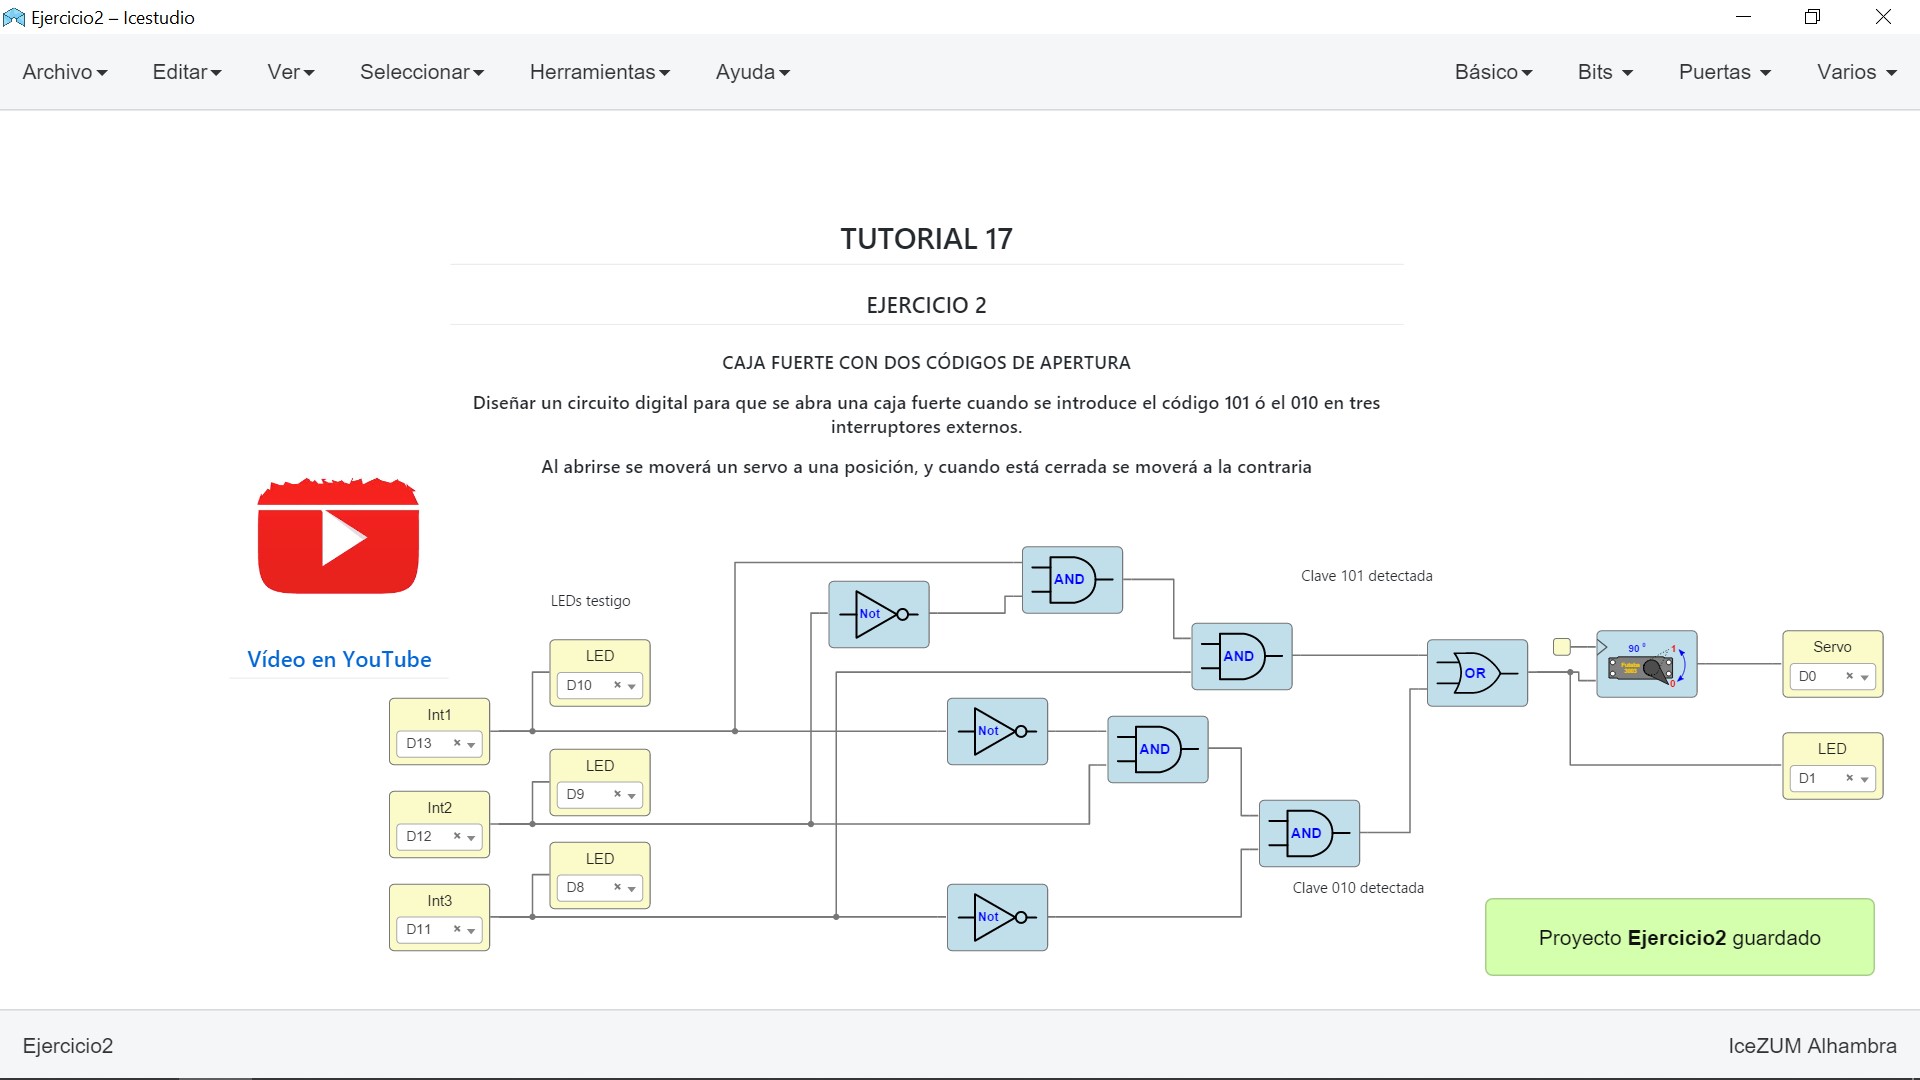 Ejercicio2 – Icestudio
Archivo Editar Ver Seleccionar Herramientas Ayuda Básico Bits Puertas Varios
TUTORIAL 17
EJERCICIO 2
CAJA FUERTE CON DOS CÓDIGOS DE APERTURA
Diseñar un circuito digital para que se abra una caja fuerte cuando se introduce el código 101 ó el 010 en tres
interruptores externos.
Al abrirse se moverá un servo a una posición, y cuando está cerrada se moverá a la contraria
Vídeo en YouTube
LEDs testigo
LED
D10
Int1
D13
LED
D9
Int2
D12
LED
D8
Int3
D11
Not
AND
Not
AND
Not
AND
AND
Clave 101 detectada
Clave 010 detectada
OR
90 °
1
0
Servo
D0
LED
D1
Proyecto Ejercicio2 guardado
Ejercicio2
IceZUM Alhambra